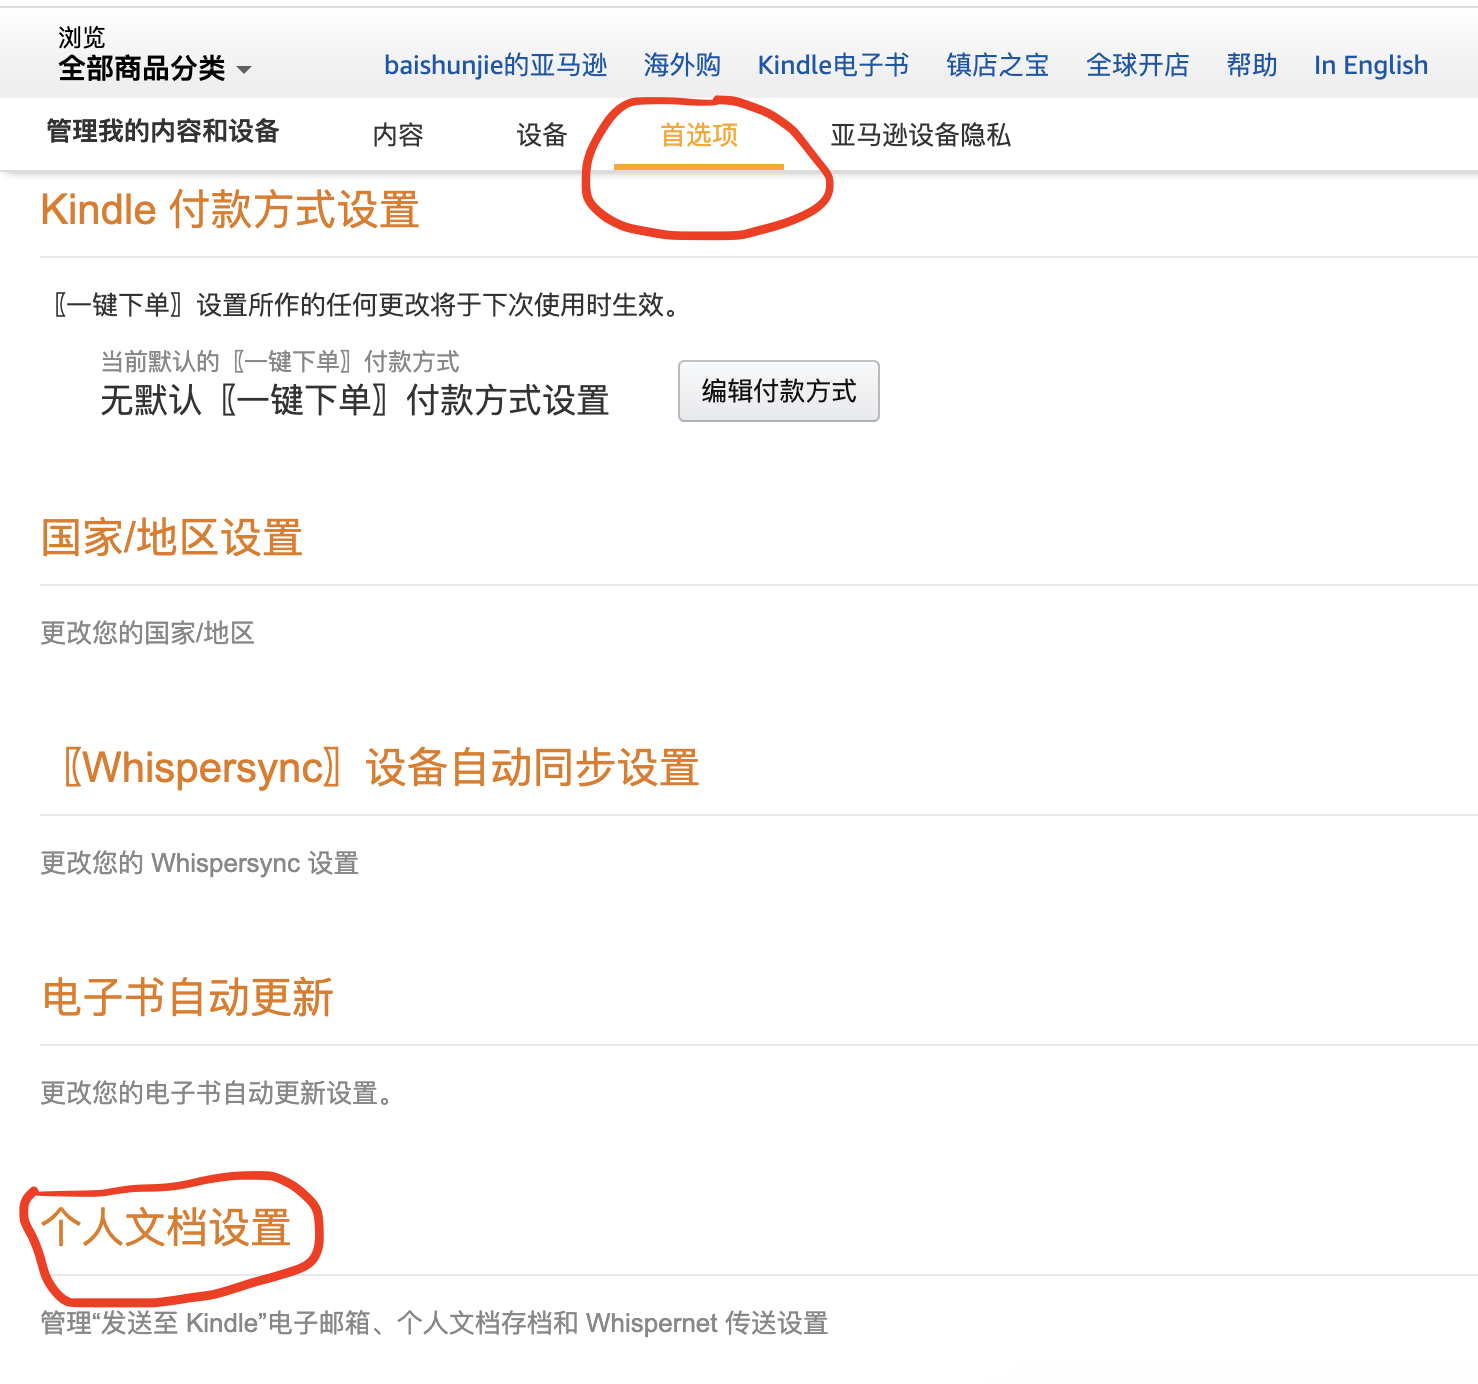 浏览
全部商品分类
baishunjie的亚马逊 海外购 Kindle电子书 镇店之宝 全球开店 帮助 In English
管理我的内容和设备 内容 设备 首选项 亚马逊设备隐私
Kindle 付款方式设置
〖一键下单〗设置所作的任何更改将于下次使用时生效。
当前默认的〖一键下单〗付款方式
无默认〖一键下单〗付款方式设置
编辑付款方式
国家/地区设置
更改您的国家/地区
〖Whispersync〗设备自动同步设置
更改您的 Whispersync 设置
电子书自动更新
更改您的电子书自动更新设置。
个人文档设置
管理“发送至 Kindle”电子邮箱、个人文档存档和 Whispernet 传送设置